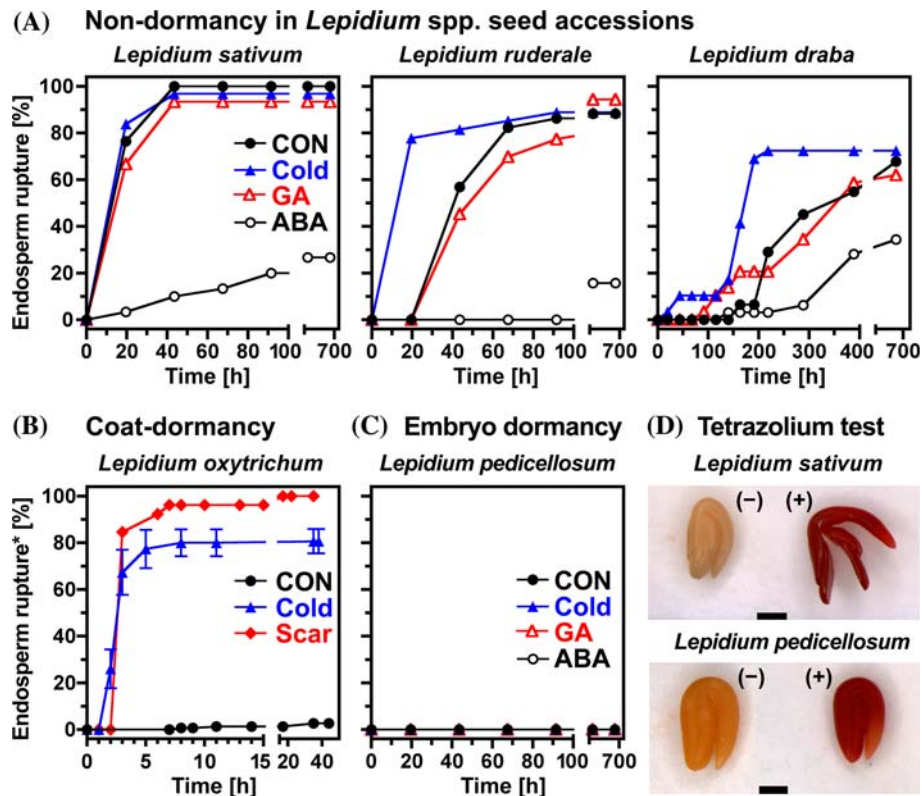 (A) Non-dormancy in Lepidium spp. seed accessions
Lepidium sativum Lepidium ruderale Lepidium draba
Endosperm rupture [%]
100
80
60
40
20
0
CON
Cold
GA
ABA
0 20 40 60 80 100 700
Time [h]
0 20 40 60 80 100 700
Time [h]
0 100 200 300 400 700
Time [h]
(B) Coat-dormancy
Lepidium oxytrichum
Endosperm rupture* [%]
100
80
60
40
20
0
CON
Cold
Scar
0 5 10 15 20 40
Time [h]
(C) Embryo dormancy
Lepidium pedicellosum
CON
Cold
GA
ABA
0 20 40 60 80 100 700
Time [h]
(D) Tetrazolium test
Lepidium sativum
(–) (+)
Lepidium pedicellosum
(–) (+)